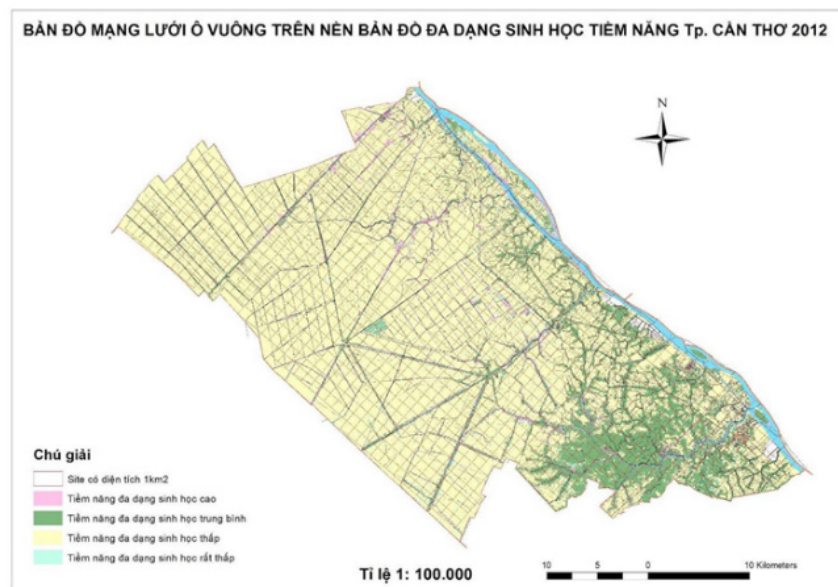 BẢN ĐỒ MẠNG LƯỚI Ô VUÔNG TRÊN NỀN BẢN ĐỒ ĐA DẠNG SINH HỌC TIỀM NĂNG Tp. CẦN THƠ 2012
N
Chú giải
Site có diện tích 1km2
Tiềm năng đa dạng sinh học cao
Tiềm năng đa dạng sinh học trung bình
Tiềm năng đa dạng sinh học thấp
Tiềm năng đa dạng sinh học rất thấp
Tỉ lệ 1: 100.000
10 5 0 10 Kilometers